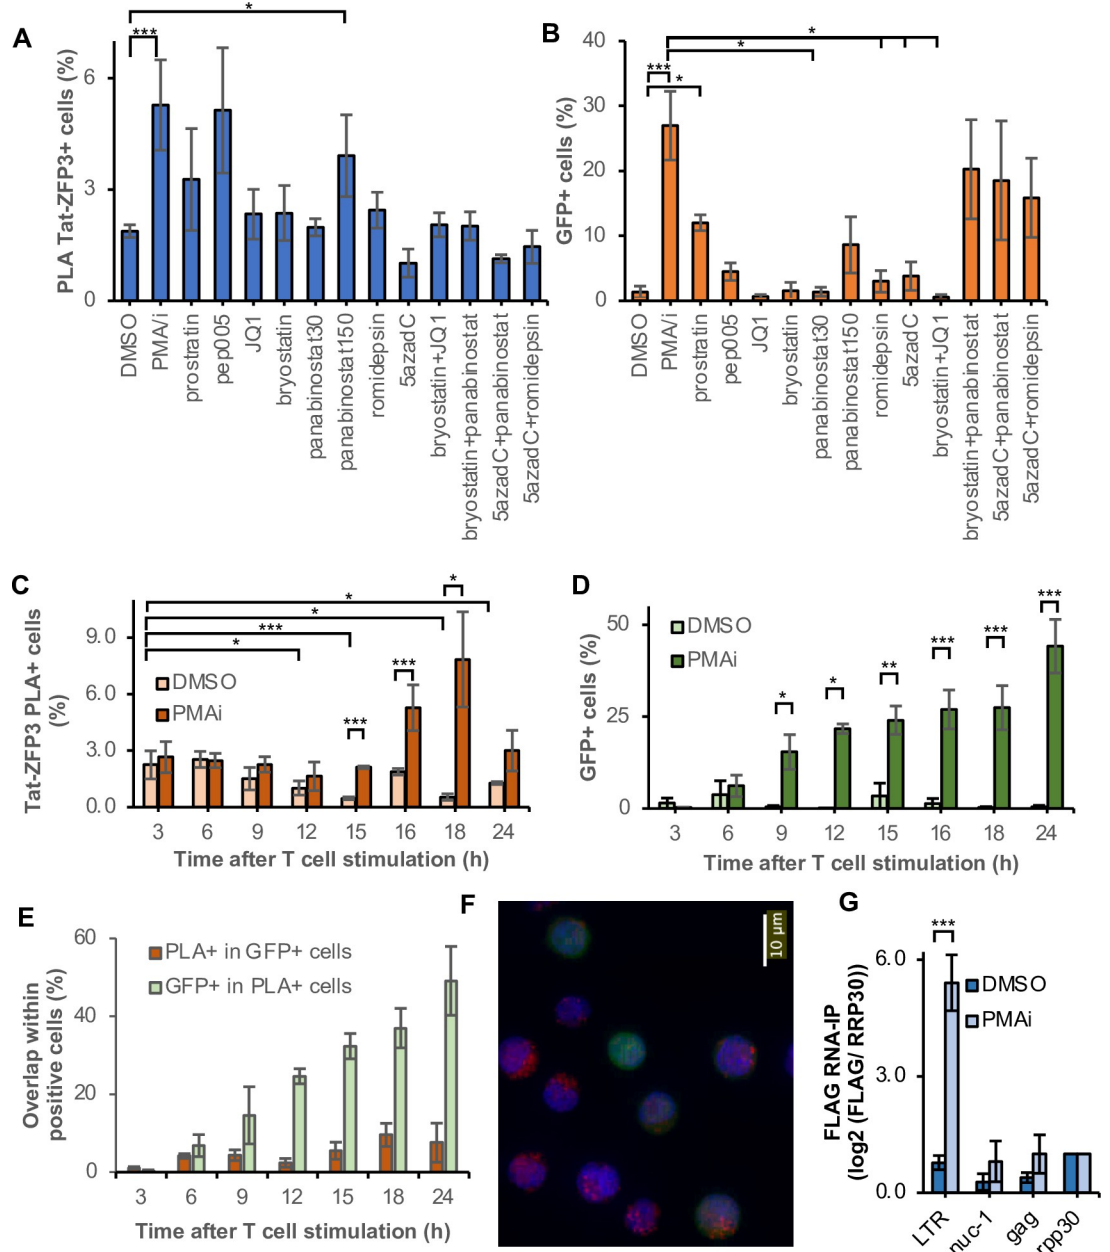 A
PLA Tat-ZFP3+ cells (%)
6
3
0
*
***
DMSO
PMA/i
prostratin
pep005
JQ1
bryostatin
panabinostat30
panabinostat150
romidepsin
5azadC
bryostatin+JQ1
bryostatin+panabinostat
5azadC+panabinostat
5azadC+romidepsin
B
GFP+ cells (%)
40
30
20
10
0
*
*
***
*
DMSO
PMA/i
prostratin
pep005
JQ1
bryostatin
panabinostat30
panabinostat150
romidepsin
5azadC
bryostatin+JQ1
bryostatin+panabinostat
5azadC+panabinostat
5azadC+romidepsin
C
Tat-ZFP3 PLA+ cells
(%)
9.0
6.0
3.0
0.0
*
*
*
***
*
***
***
DMSO
PMAi
3 6 9 12 15 16 18 24
Time after T cell stimulation (h)
D
GFP+ cells (%)
50
25
0
DMSO
PMAi
*
*
**
***
***
***
3 6 9 12 15 16 18 24
Time after T cell stimulation (h)
E
Overlap within
positive cells (%)
60
40
20
0
PLA+ in GFP+ cells
GFP+ in PLA+ cells
3 6 9 12 15 18 24
Time after T cell stimulation (h)
F
10 µm
G
FLAG RNA-IP
(log2 (FLAG/ RRP30))
6.0
3.0
0.0
***
DMSO
PMAi
LTR
nuc-1
gag
rpp30